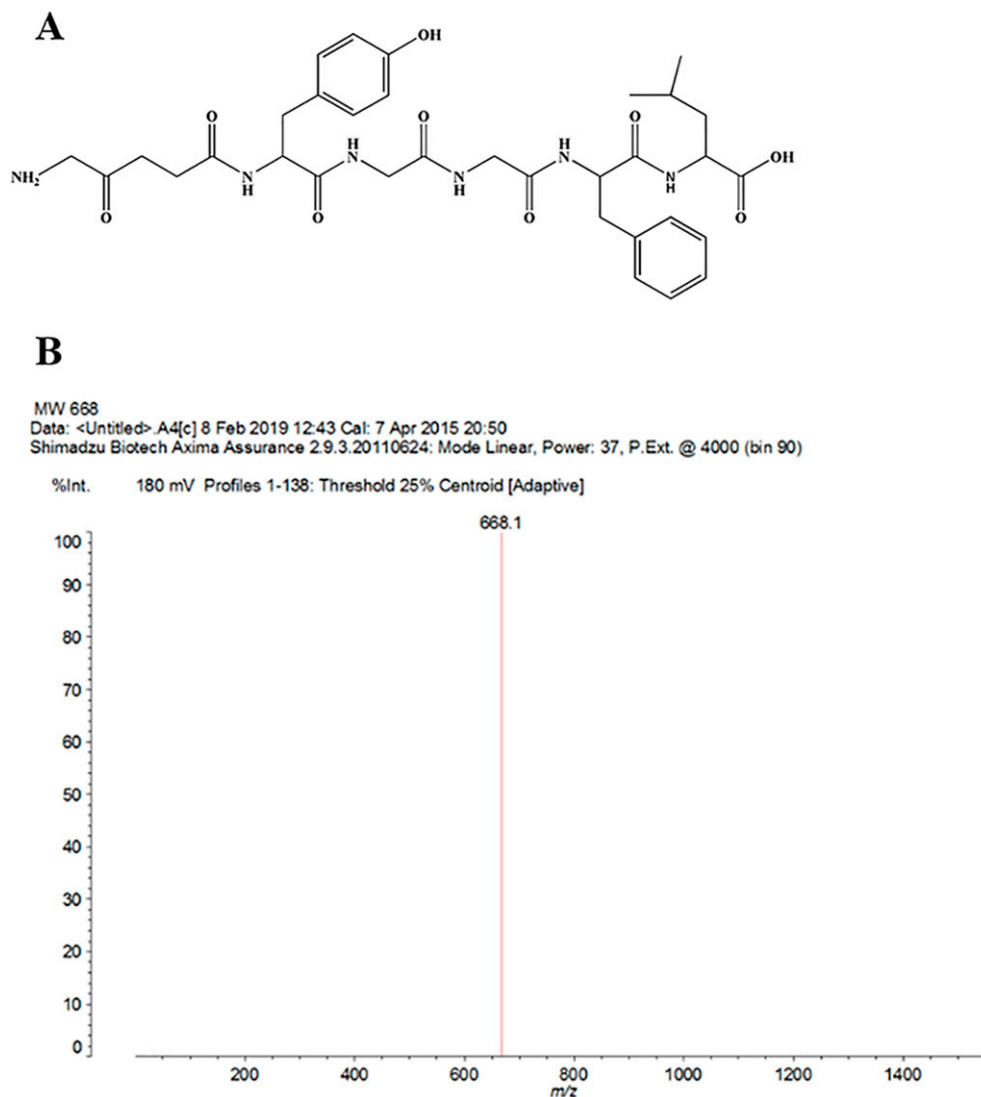 A
OH
O
O
H
N
O
H
N
O
NH₂
O
N
H
O
N
H
O
N
H
OH
O
B
MW 668
Data: <Untitled>.A4[c] 8 Feb 2019 12:43 Cal: 7 Apr 2015 20:50
Shimadzu Biotech Axima Assurance 2.9.3.20110624: Mode Linear, Power: 37, P.Ext. @ 4000 (bin 90)
%Int. 180 mV Profiles 1-138: Threshold 25% Centroid [Adaptive]
668.1
100
90
80
70
60
50
40
30
20
10
0
200 400 600 800 1000 1200 1400
m/z